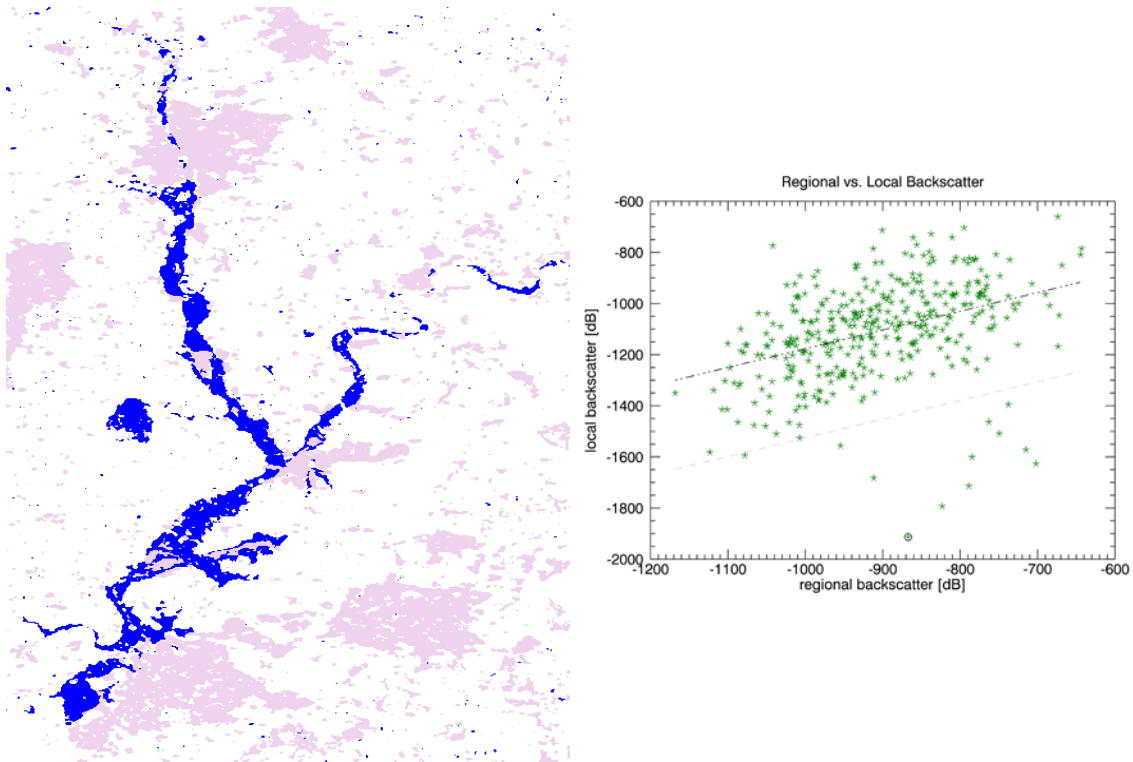 Regional vs. Local Backscatter
-600
-800
-1000
-1200
-1400
-1600
-1800
-2000
local backscatter [dB]
-1200 -1100 -1000 -900 -800 -700 -600
regional backscatter [dB]